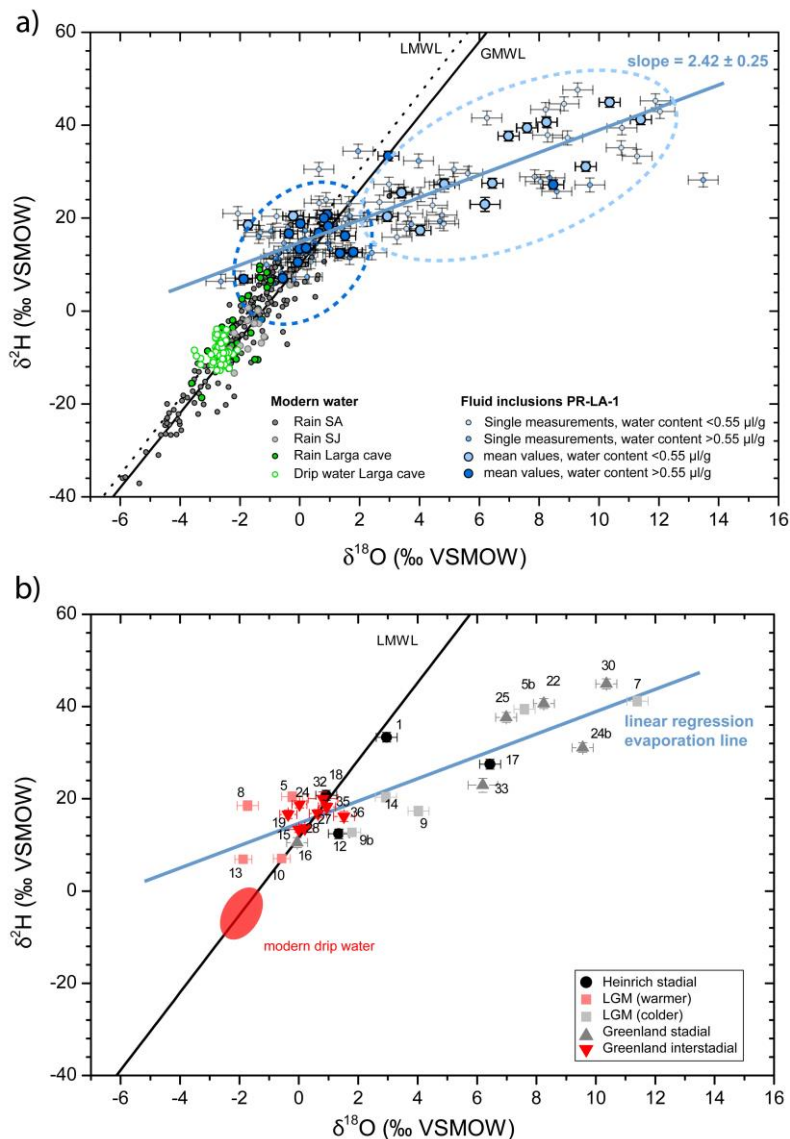 a)
60
40
20
0
-20
-40
δ²H (‰ VSMOW)
LMWL
GMWL
slope = 2.42 ± 0.25
Modern water
Rain SA
Rain SJ
Rain Larga cave
Drip water Larga cave
Fluid inclusions PR-LA-1
Single measurements, water content <0.55 µl/g
Single measurements, water content >0.55 µl/g
mean values, water content <0.55 µl/g
mean values, water content >0.55 µl/g
-6 -4 -2 0 2 4 6 8 10 12 14 16
δ¹⁸O (‰ VSMOW)
b)
60
40
20
0
-20
-40
δ²H (‰ VSMOW)
LMWL
30
5b 22
7
25
1
24b
linear regression
evaporation line
17
18
32
33
5 24
8
35
14
19
36
27
9
15 28
12 9b
16
13 10
modern drip water
Heinrich stadial
LGM (warmer)
LGM (colder)
Greenland stadial
Greenland interstadial
-6 -4 -2 0 2 4 6 8 10 12 14 16
δ¹⁸O (‰ VSMOW)